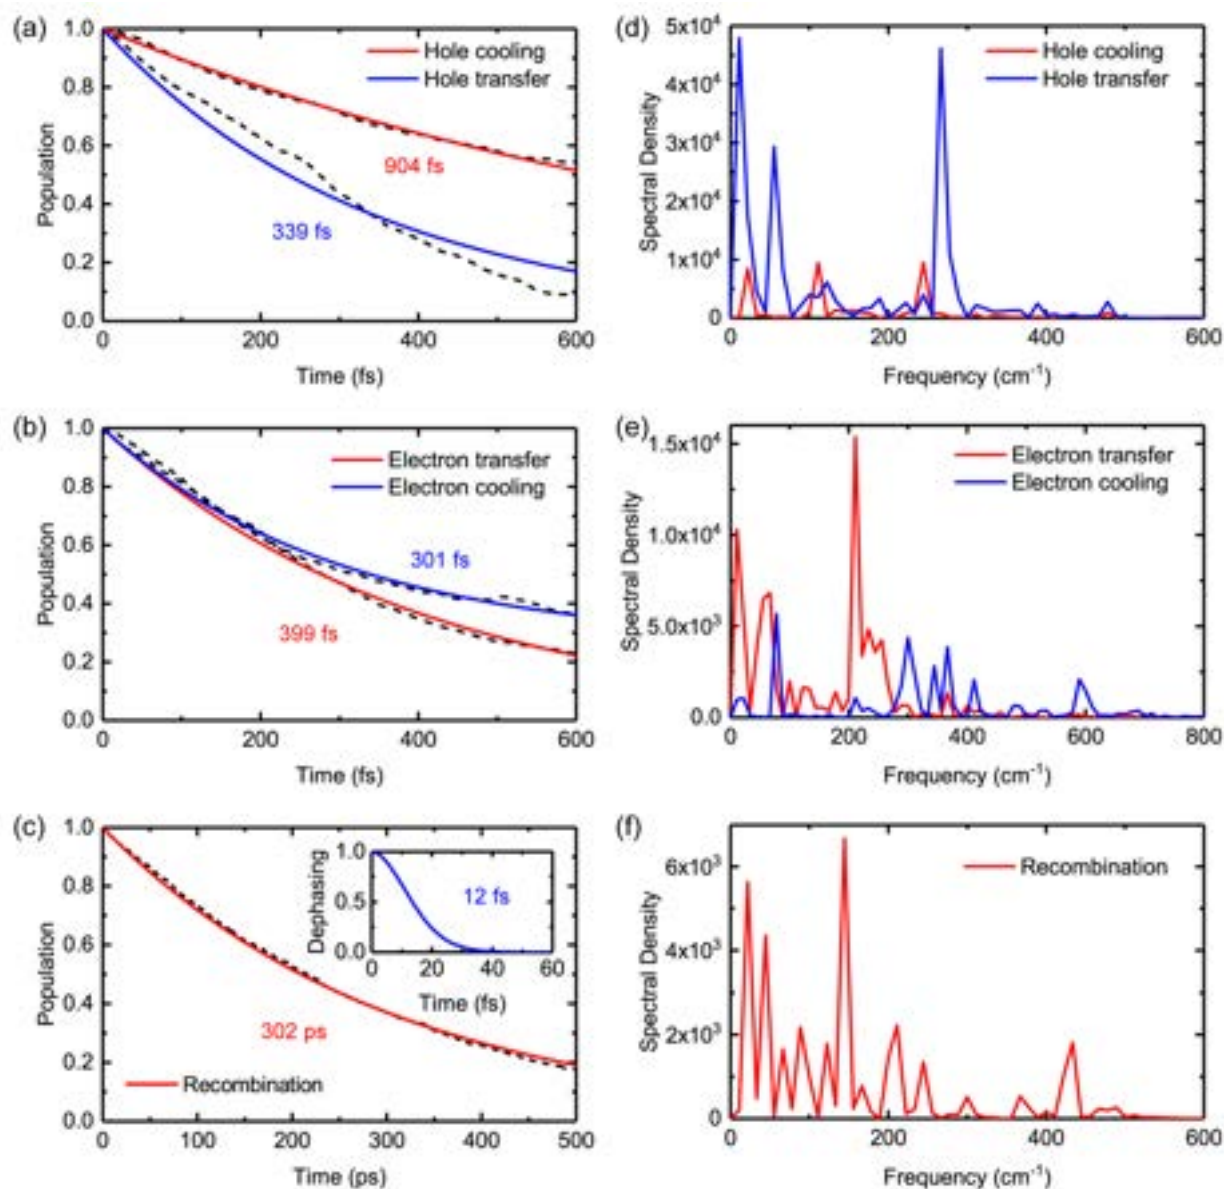 (a)
1.0
0.8
0.6
0.4
0.2
0.0
Population
Hole cooling
Hole transfer
904 fs
339 fs
0 200 400 600
Time (fs)
(d)
5x10⁴
4x10⁴
3x10⁴
2x10⁴
1x10⁴
0
Spectral Density
Hole cooling
Hole transfer
0 200 400 600
Frequency (cm⁻¹)
(b)
1.0
0.8
0.6
0.4
0.2
0.0
Population
Electron transfer
Electron cooling
301 fs
399 fs
0 200 400 600
Time (fs)
(e)
1.5x10⁴
1.0x10⁴
5.0x10³
0.0
Spectral Density
Electron transfer
Electron cooling
0 200 400 600 800
Frequency (cm⁻¹)
(c)
1.0
0.8
0.6
0.4
0.2
0.0
Population
1.0
0.5
0.0
Dephasing
12 fs
0 20 40 60
Time (fs)
302 ps
Recombination
0 100 200 300 400 500
Time (ps)
(f)
6x10³
4x10³
2x10³
0
Spectral Density
Recombination
0 200 400 600
Frequency (cm⁻¹)